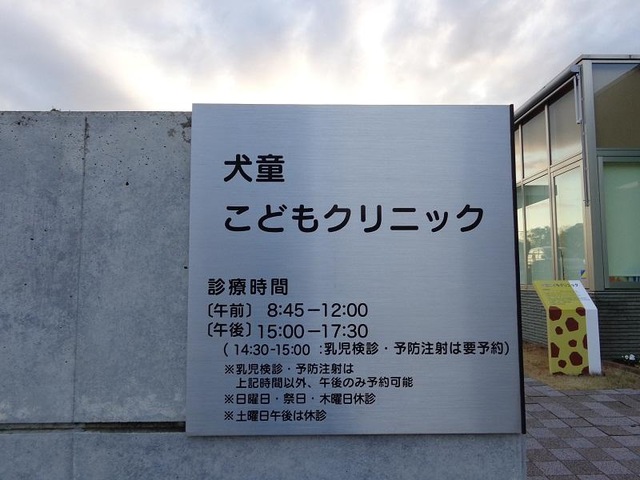 犬童
こどもクリニック
診療時間
〔午前〕 8:45－12:00
〔午後〕 15:00－17:30
( 14:30-15:00 :乳児検診・予防注射は要予約)
※乳児検診・予防注射は
上記時間以外、午後のみ予約可能
※日曜日・祭日・木曜日休診
※土曜日午後は休診